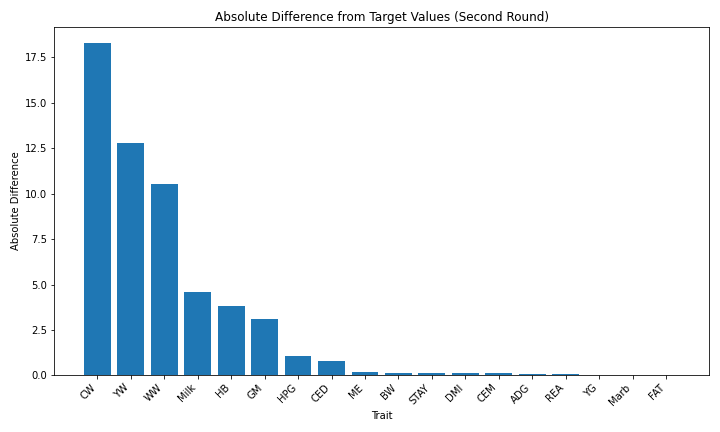 Absolute Difference from Target Values (Second Round)
Absolute Difference
17.5
15.0
12.5
10.0
7.5
5.0
2.5
0.0
CW YW WW Milk HB GM HPG CED ME BW STAY DMI CEM ADG REA YG Marb FAT
Trait